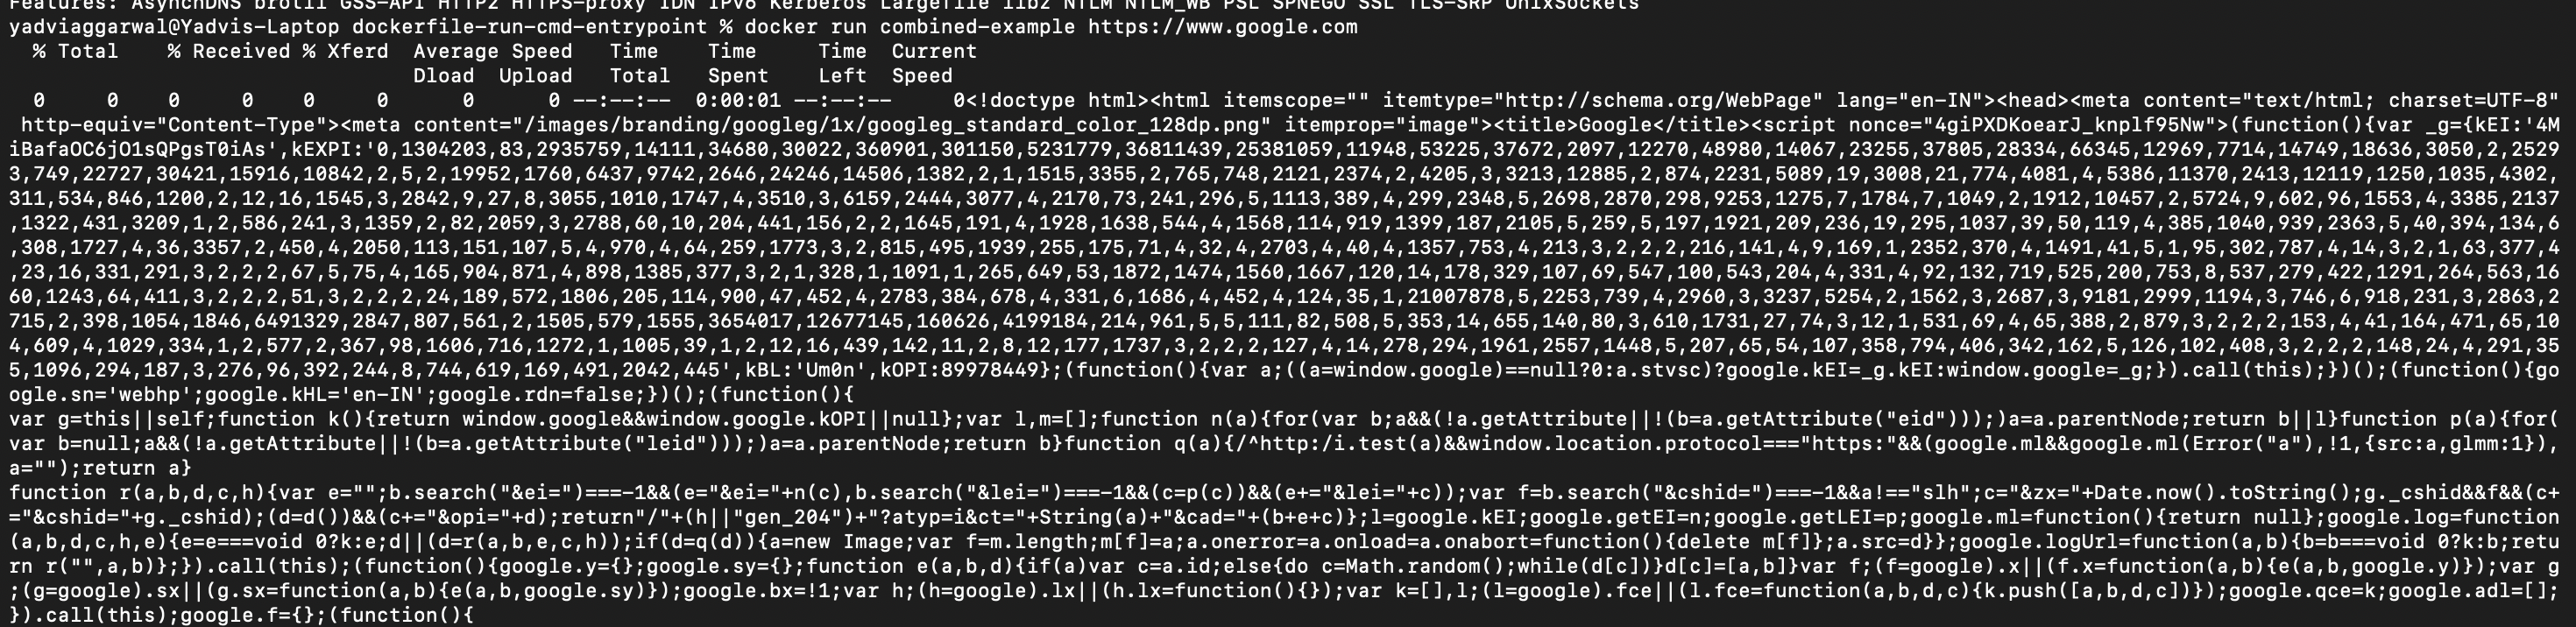 Features: AsynchDNS brotli GSS-API HTTP2 HTTPS-proxy IDN IPv6 Kerberos Largefile libz NTLM NTLM_WB PSL SPNEGO SSL TLS-SRP UnixSockets
yadviaggarwal@Yadvis-Laptop dockerfile-run-cmd-entrypoint % docker run combined-example https://www.google.com
  % Total    % Received % Xferd  Average Speed   Time    Time     Time  Current
                                 Dload  Upload   Total   Spent    Left  Speed
  0     0    0     0    0     0      0      0 --:--:--  0:00:01 --:--:--     0<!doctype html><html itemscope="" itemtype="http://schema.org/WebPage" lang="en-IN"><head><meta content="text/html; charset=UTF-8"
 http-equiv="Content-Type"><meta content="/images/branding/googleg/1x/googleg_standard_color_128dp.png" itemprop="image"><title>Google</title><script nonce="4giPXDKoearJ_knplf95Nw">(function(){var _g={kEI:'4M
iBafaOC6jO1sQPgsT0iAs',kEXPI:'0,1304203,83,2935759,14111,34680,30022,360901,301150,5231779,36811439,25381059,11948,53225,37672,2097,12270,48980,14067,23255,37805,28334,66345,12969,7714,14749,18636,3050,2,2529
3,749,22727,30421,15916,10842,2,5,2,19952,1760,6437,9742,2646,24246,14506,1382,2,1,1515,3355,2,765,748,2121,2374,2,4205,3,3213,12885,2,874,2231,5089,19,3008,21,774,4081,4,5386,11370,2413,12119,1250,1035,4302,
311,534,846,1200,2,12,16,1545,3,2842,9,27,8,3055,1010,1747,4,3510,3,6159,2444,3077,4,2170,73,241,296,5,1113,389,4,299,2348,5,2698,2870,298,9253,1275,7,1784,7,1049,2,1912,10457,2,5724,9,602,96,1553,4,3385,2137
,1322,431,3209,1,2,586,241,3,1359,2,82,2059,3,2788,60,10,204,441,156,2,2,1645,191,4,1928,1638,544,4,1568,114,919,1399,187,2105,5,259,5,197,1921,209,236,19,295,1037,39,50,119,4,385,1040,939,2363,5,40,394,134,6
,308,1727,4,36,3357,2,450,4,2050,113,151,107,5,4,970,4,64,259,1773,3,2,815,495,1939,255,175,71,4,32,4,2703,4,40,4,1357,753,4,213,3,2,2,2,216,141,4,9,169,1,2352,370,4,1491,41,5,1,95,302,787,4,14,3,2,1,63,377,4
,23,16,331,291,3,2,2,2,67,5,75,4,165,904,871,4,898,1385,377,3,2,1,328,1,1091,1,265,649,53,1872,1474,1560,1667,120,14,178,329,107,69,547,100,543,204,4,331,4,92,132,719,525,200,753,8,537,279,422,1291,264,563,16
60,1243,64,411,3,2,2,2,51,3,2,2,2,24,189,572,1806,205,114,900,47,452,4,2783,384,678,4,331,6,1686,4,452,4,124,35,1,21007878,5,2253,739,4,2960,3,3237,5254,2,1562,3,2687,3,9181,2999,1194,3,746,6,918,231,3,2863,2
715,2,398,1054,1846,6491329,2847,807,561,2,1505,579,1555,3654017,12677145,160626,4199184,214,961,5,5,111,82,508,5,353,14,655,140,80,3,610,1731,27,74,3,12,1,531,69,4,65,388,2,879,3,2,2,2,153,4,41,164,471,65,10
4,609,4,1029,334,1,2,577,2,367,98,1606,716,1272,1,1005,39,1,2,12,16,439,142,11,2,8,12,177,1737,3,2,2,2,127,4,14,278,294,1961,2557,1448,5,207,65,54,107,358,794,406,342,162,5,126,102,408,3,2,2,2,148,24,4,291,35
5,1096,294,187,3,276,96,392,244,8,744,619,169,491,2042,445',kBL:'Um0n',kOPI:89978449};(function(){var a;((a=window.google)==null?0:a.stvsc)?google.kEI=_g.kEI:window.google=_g;}).call(this);})();(function(){go
ogle.sn='webhp';google.kHL='en-IN';google.rdn=false;})();(function(){
var g=this||self;function k(){return window.google&&window.google.kOPI||null};var l,m=[];function n(a){for(var b;a&&(!a.getAttribute||!(b=a.getAttribute("eid")));)a=a.parentNode;return b||l}function p(a){for(
var b=null;a&&(!a.getAttribute||!(b=a.getAttribute("leid")));)a=a.parentNode;return b}function q(a){/^http:/i.test(a)&&window.location.protocol==="https:"&&(google.ml&&google.ml(Error("a"),!1,{src:a,glmm:1}),
a="");return a}
function r(a,b,d,c,h){var e="";b.search("&ei=")===-1&&(e="&ei="+n(c),b.search("&lei=")===-1&&(c=p(c))&&(e+="&lei="+c));var f=b.search("&cshid=")===-1&&a!=="slh";c="&zx="+Date.now().toString();g._cshid&&f&&(c+
="&cshid="+g._cshid);(d=d())&&(c+="&opi="+d);return"/"+(h||"gen_204")+"?atyp=i&ct="+String(a)+"&cad="+(b+e+c)};l=google.kEI;google.getEI=n;google.getLEI=p;google.ml=function(){return null};google.log=function
(a,b,d,c,h,e){e=e===void 0?k:e;d||(d=r(a,b,e,c,h));if(d=q(d)){a=new Image;var f=m.length;m[f]=a;a.onerror=a.onload=a.onabort=function(){delete m[f]};a.src=d}};google.logUrl=function(a,b){b=b===void 0?k:b;retu
rn r("",a,b)};}).call(this);(function(){google.y={};google.sy={};function e(a,b,d){if(a)var c=a.id;else{do c=Math.random();while(d[c])}d[c]=[a,b]}var f;(f=google).x||(f.x=function(a,b){e(a,b,google.y)});var g
;(g=google).sx||(g.sx=function(a,b){e(a,b,google.sy)});google.bx=!1;var h;(h=google).lx||(h.lx=function(){});var k=[],l;(l=google).fce||(l.fce=function(a,b,d,c){k.push([a,b,d,c])});google.qce=k;google.adl=[];
}).call(this);google.f={};(function(){